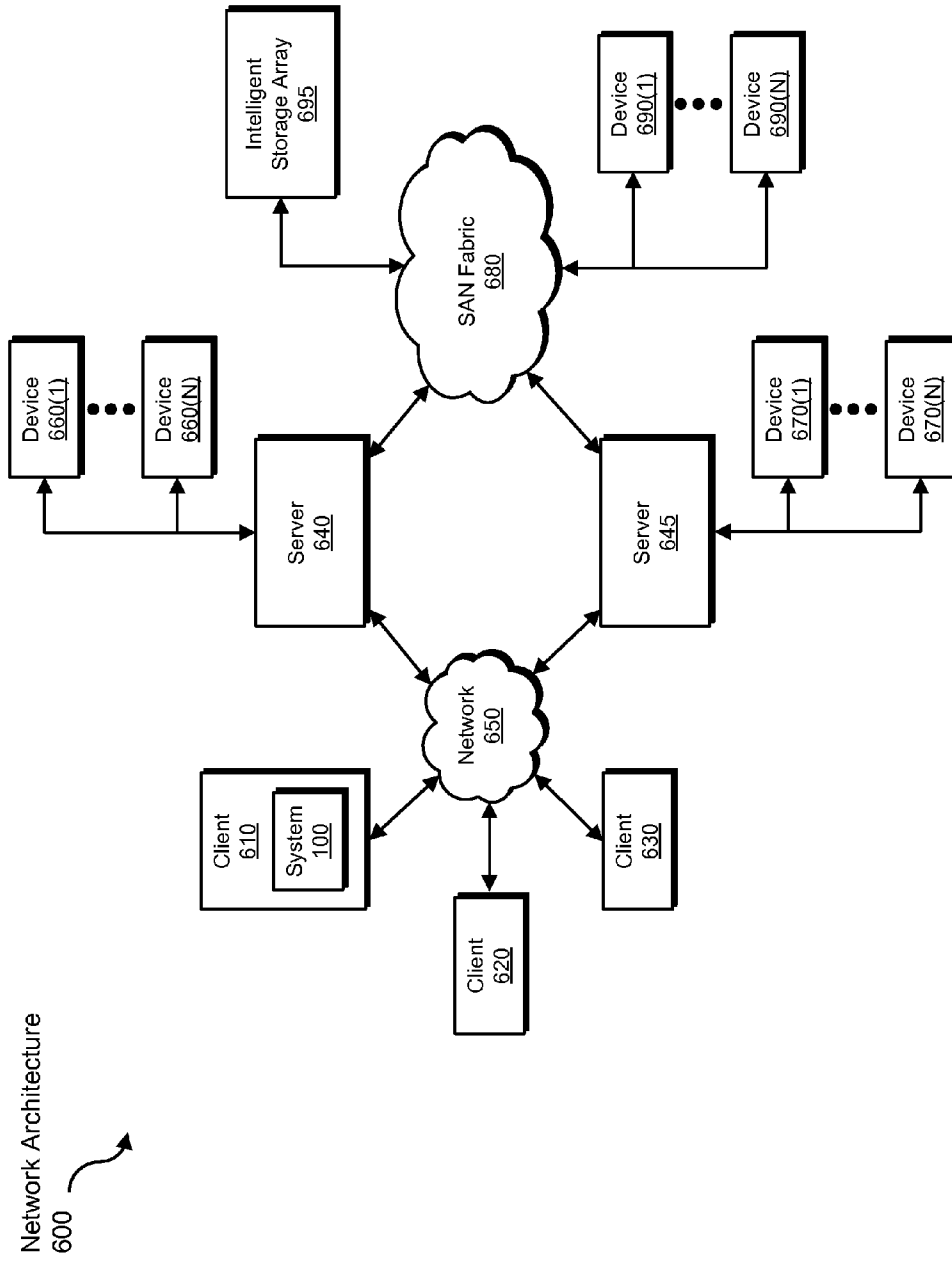 Network Architecture
600
Client
610
System
100
Client
620
Client
630
Network
650
Server
640
Server
645
Device
660(1)
Device
660(N)
Device
670(1)
Device
670(N)
SAN Fabric
680
Intelligent
Storage Array
695
Device
690(1)
Device
690(N)